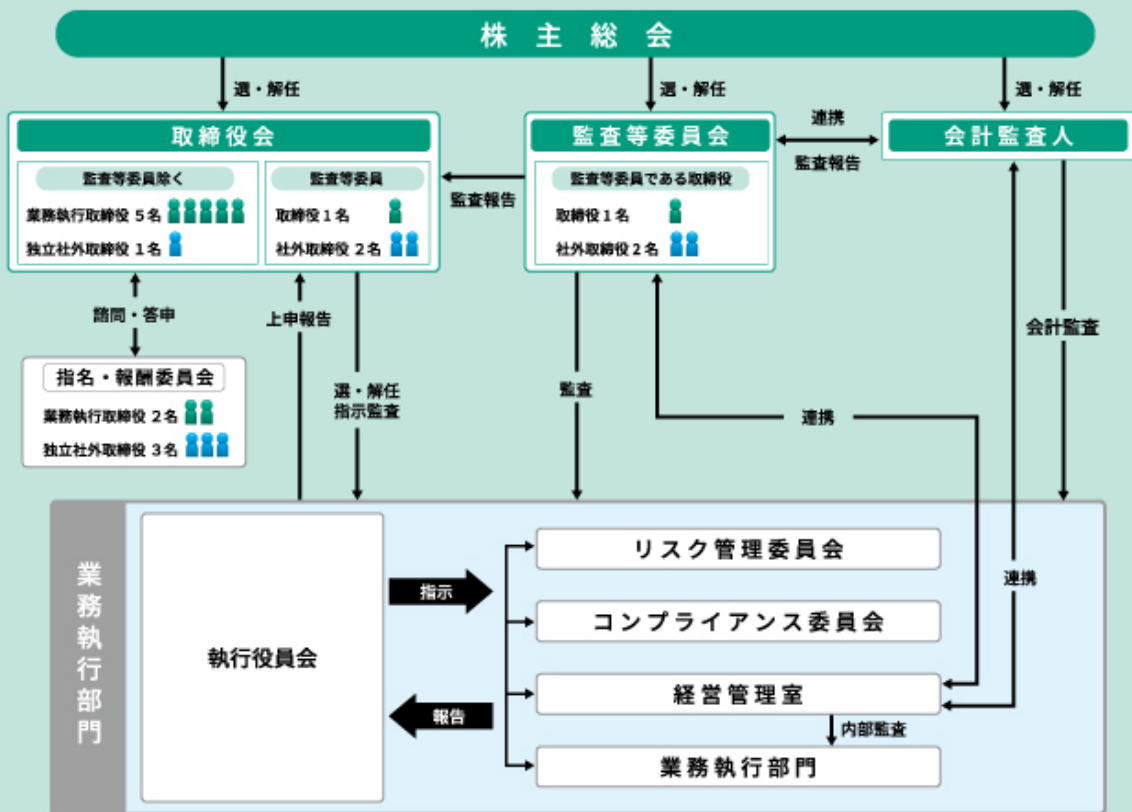 株主総会
選・解任
選・解任
選・解任
取締役会
監査等委員除く
業務執行取締役 5名
独立社外取締役 1名
監査等委員
取締役1名
社外取締役 2名
監査報告
監査等委員会
監査等委員である取締役
取締役1名
社外取締役2名
連携
監査報告
会計監査人
諮問・答申
上申報告
選・解任
指示監査
監査
連携
会計監査
指名・報酬委員会
業務執行取締役 2名
独立社外取締役 3名
業務執行部門
執行役員会
指示
報告
リスク管理委員会
コンプライアンス委員会
経営管理室
内部監査
業務執行部門
連携